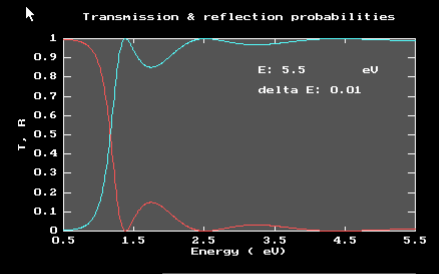 Transmission & reflection probabilities
1
0.9
0.8
0.7
0.6
0.5
0.4
0.3
0.2
0.1
0
T, R
E: 5.5 eV
delta E: 0.01
0.5 1.5 2.5 3.5 4.5 5.5
Energy ( eV)